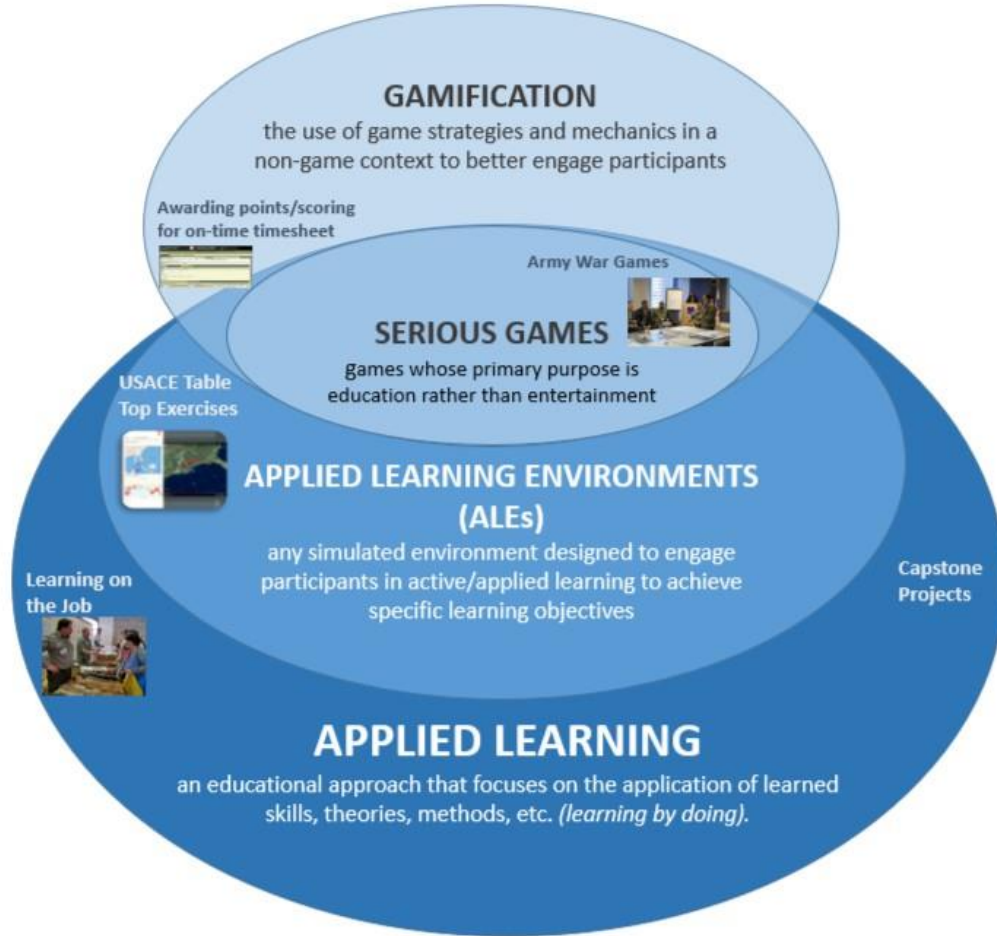 GAMIFICATION
the use of game strategies and mechanics in a
non-game context to better engage participants
Awarding points/scoring
for on-time timesheet
Army War Games
SERIOUS GAMES
games whose primary purpose is
education rather than entertainment
USACE Table
Top Exercises
APPLIED LEARNING ENVIRONMENTS
(ALEs)
any simulated environment designed to engage
participants in active/applied learning to achieve
specific learning objectives
Learning on
the Job
Capstone
Projects
APPLIED LEARNING
an educational approach that focuses on the application of learned
skills, theories, methods, etc. (learning by doing).